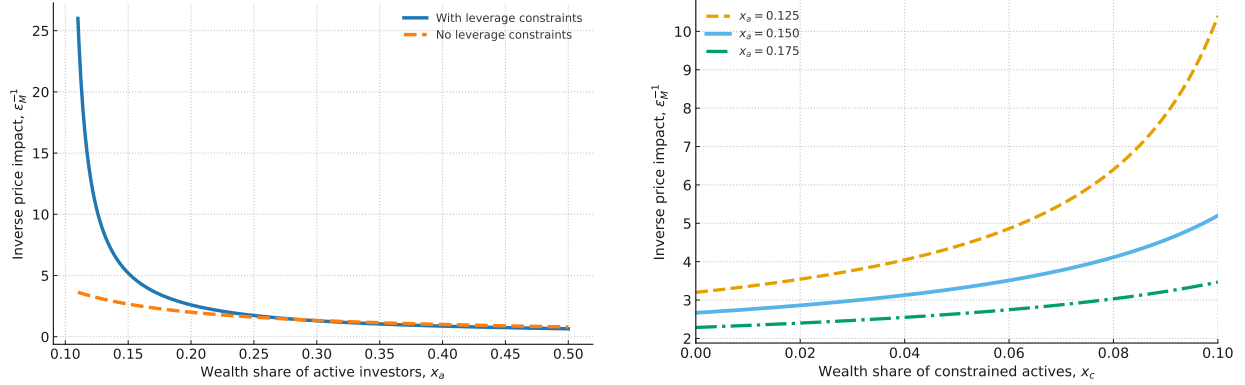 25
20
15
10
5
0
0.10 0.15 0.20 0.25 0.30 0.35 0.40 0.45 0.50
Inverse price impact, ε_M^{-1}
Wealth share of active investors, x_a
With leverage constraints
No leverage constraints
10
9
8
7
6
5
4
3
2
0.00 0.02 0.04 0.06 0.08 0.10
Inverse price impact, ε_M^{-1}
Wealth share of constrained actives, x_c
x_a = 0.125
x_a = 0.150
x_a = 0.175